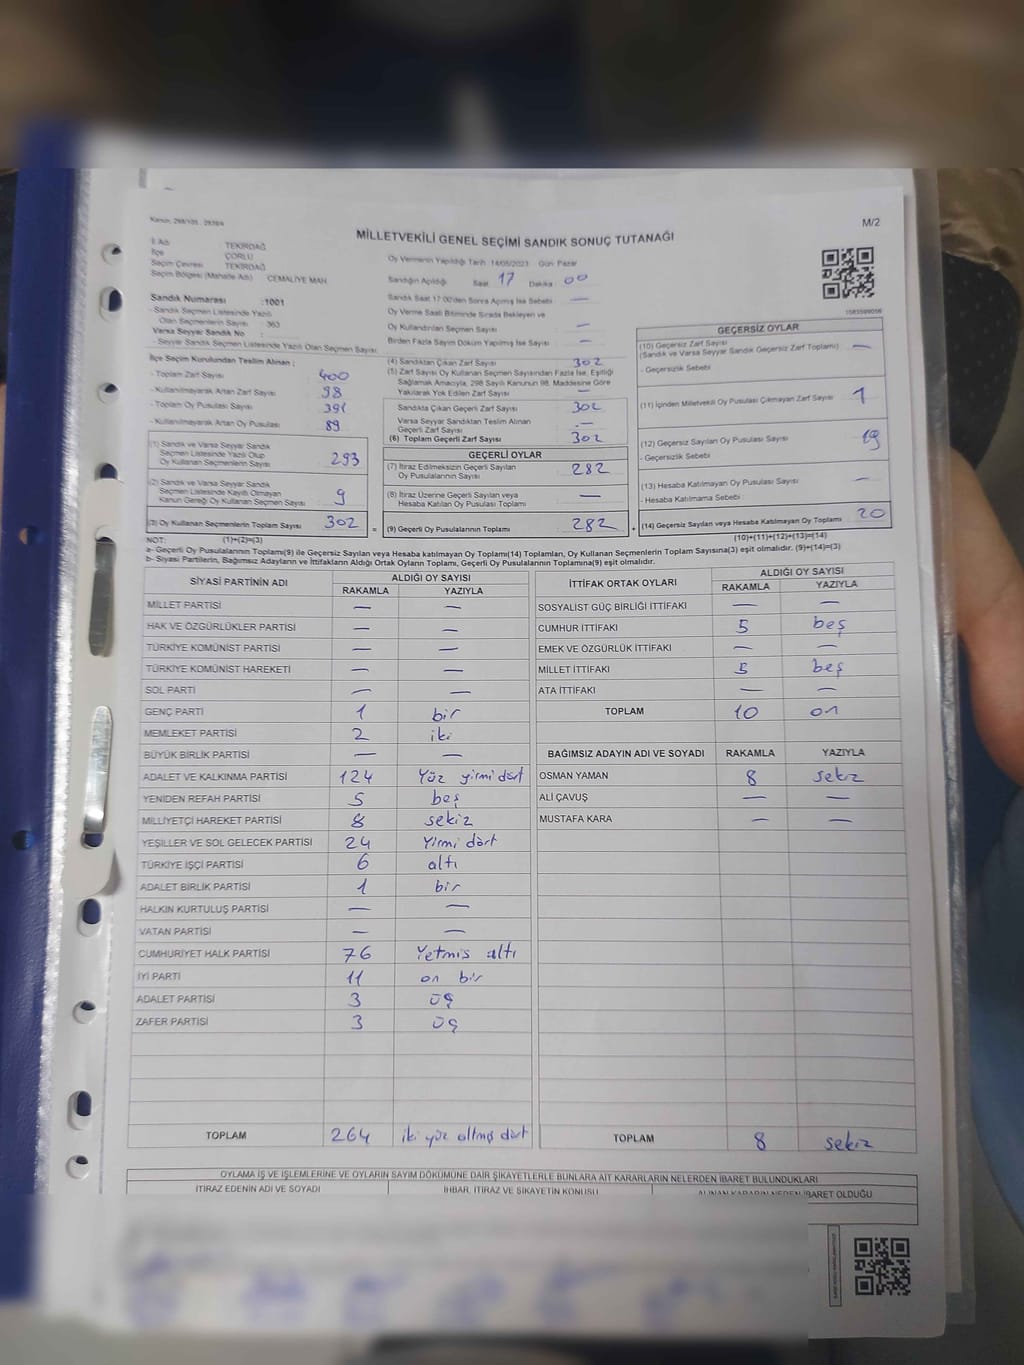 Kanun: 298/105 - 2839/4
M/2
MİLLETVEKİLİ GENEL SEÇİMİ SANDIK SONUÇ TUTANAĞI
İl Adı TEKİRDAĞ
İlçe ÇORLU
Seçim Çevresi TEKİRDAĞ
Seçim Bölgesi (Mahalle Adı) CEMALİYE MAH.
Sandık Numarası :1001
- Sandık Seçmen Listesinde Yazılı
Olan Seçmenlerin Sayısı : 363
Varsa Seyyar Sandık No :
- Seyyar Sandık Seçmen Listesinde Yazılı Olan Seçmen Sayısı:
Oy Vermenin Yapıldığı Tarih: 14/05/2023 Gün: Pazar
Sandığın Açıldığı Saat: 17 Dakika: 00
Sandık Saat 17:00'den Sonra Açılmış İse Sebebi : —
Oy Verme Saati Bitiminde Sırada Bekleyen ve
Oy Kullandırılan Seçmen Sayısı : —
Birden Fazla Sayım Döküm Yapılmış İse Sayısı : —
İlçe Seçim Kurulundan Teslim Alınan ;
- Toplam Zarf Sayısı : 400
- Kullanılmayarak Artan Zarf Sayısı 98
- Toplam Oy Pusulası Sayısı : 391
- Kullanılmayarak Artan Oy Pusulası : 89
(4) Sandıktan Çıkan Zarf Sayısı : 302
(5) Zarf Sayısı Oy Kullanan Seçmen Sayısından Fazla İse, Eşitliği
Sağlamak Amacıyla, 298 Sayılı Kanunun 98. Maddesine Göre
Yakılarak Yok Edilen Zarf Sayısı : —
Sandıkta Çıkan Geçerli Zarf Sayısı : 302
Varsa Seyyar Sandıktan Teslim Alınan
Geçerli Zarf Sayısı : —
(6) Toplam Geçerli Zarf Sayısı : 302
GEÇERSİZ OYLAR
(10) Geçersiz Zarf Sayısı
(Sandık ve Varsa Seyyar Sandık Geçersiz Zarf Toplamı) : —
- Geçersizlik Sebebi :
(11) İçinden Milletvekili Oy Pusulası Çıkmayan Zarf Sayısı : 1
(12) Geçersiz Sayılan Oy Pusulası Sayısı : 19
- Geçersizlik Sebebi :
(13) Hesaba Katılmayan Oy Pusulası Sayısı : —
- Hesaba Katılmama Sebebi :
(14) Geçersiz Sayılan veya Hesaba Katılmayan Oy Toplamı : 20
(1) Sandık ve Varsa Seyyar Sandık
Seçmen Listesinde Yazılı Olup
Oy Kullanan Seçmenlerin Sayısı : 293
(2) Sandık ve Varsa Seyyar Sandık
Seçmen Listesinde Kayıtlı Olmayan
Kanun Gereği Oy Kullanan Seçmen Sayısı : 9
(3) Oy Kullanan Seçmenlerin Toplam Sayısı : 302
GEÇERLİ OYLAR
(7) İtiraz Edilmeksizin Geçerli Sayılan
Oy Pusulalarının Sayısı : 282
(8) İtiraz Üzerine Geçerli Sayılan veya
Hesaba Katılan Oy Pusulası Toplamı : —
(9) Geçerli Oy Pusulalarının Toplamı : 282
NOT: (1)+(2)=(3)
(10)+(11)+(12)+(13)=(14)
a- Geçerli Oy Pusulalarının Toplamı(9) ile Geçersiz Sayılan veya Hesaba katılmayan Oy Toplamı(14) Toplamları, Oy Kullanan Seçmenlerin Toplam Sayısına(3) eşit olmalıdır. (9)+(14)=(3)
b- Siyasi Partilerin, Bağımsız Adayların ve İttifakların Aldığı Ortak Oyların Toplamı, Geçerli Oy Pusulasının Toplamına(9) eşit olmalıdır.
SİYASİ PARTİNİN ADI ALDIĞI OY SAYISI
RAKAMLA YAZIYLA
MİLLET PARTİSİ — —
HAK VE ÖZGÜRLÜKLER PARTİSİ — —
TÜRKİYE KOMÜNİST PARTİSİ — —
TÜRKİYE KOMÜNİST HAREKETİ — —
SOL PARTİ — —
GENÇ PARTİ 1 bir
MEMLEKET PARTİSİ 2 iki
BÜYÜK BİRLİK PARTİSİ — —
ADALET VE KALKINMA PARTİSİ 124 Yüz yirmi dört
YENİDEN REFAH PARTİSİ 5 beş
MİLLİYETÇİ HAREKET PARTİSİ 8 sekiz
YEŞİLLER VE SOL GELECEK PARTİSİ 24 Yirmi dört
TÜRKİYE İŞÇİ PARTİSİ 6 altı
ADALET BİRLİK PARTİSİ 1 bir
HALKIN KURTULUŞ PARTİSİ — —
VATAN PARTİSİ — —
CUMHURİYET HALK PARTİSİ 76 Yetmis altı
İYİ PARTİ 11 on bir
ADALET PARTİSİ 3 üç
ZAFER PARTİSİ 3 üç
TOPLAM 264 iki yüz altmış dört
İTTİFAK ORTAK OYLARI ALDIĞI OY SAYISI
RAKAMLA YAZIYLA
SOSYALİST GÜÇ BİRLİĞİ İTTİFAKI — —
CUMHUR İTTİFAKI 5 beş
EMEK VE ÖZGÜRLÜK İTTİFAKI — —
MİLLET İTTİFAKI 5 beş
ATA İTTİFAKI — —
TOPLAM 10 on
BAĞIMSIZ ADAYIN ADI VE SOYADI RAKAMLA YAZIYLA
OSMAN YAMAN 8 sekiz
ALİ ÇAVUŞ — —
MUSTAFA KARA — —
TOPLAM 8 sekiz
OYLAMA İŞ VE İŞLEMLERİNE VE OYLARIN SAYIM DÖKÜMÜNE DAİR ŞİKAYETLERLE BUNLARA AİT KARARLARIN NELERDEN İBARET BULUNDUKLARI
İTİRAZ EDENİN ADI VE SOYADI İHBAR, İTİRAZ VE ŞİKAYETİN KONUSU ALINAN KARARIN NEDEN İBARET OLDUĞU